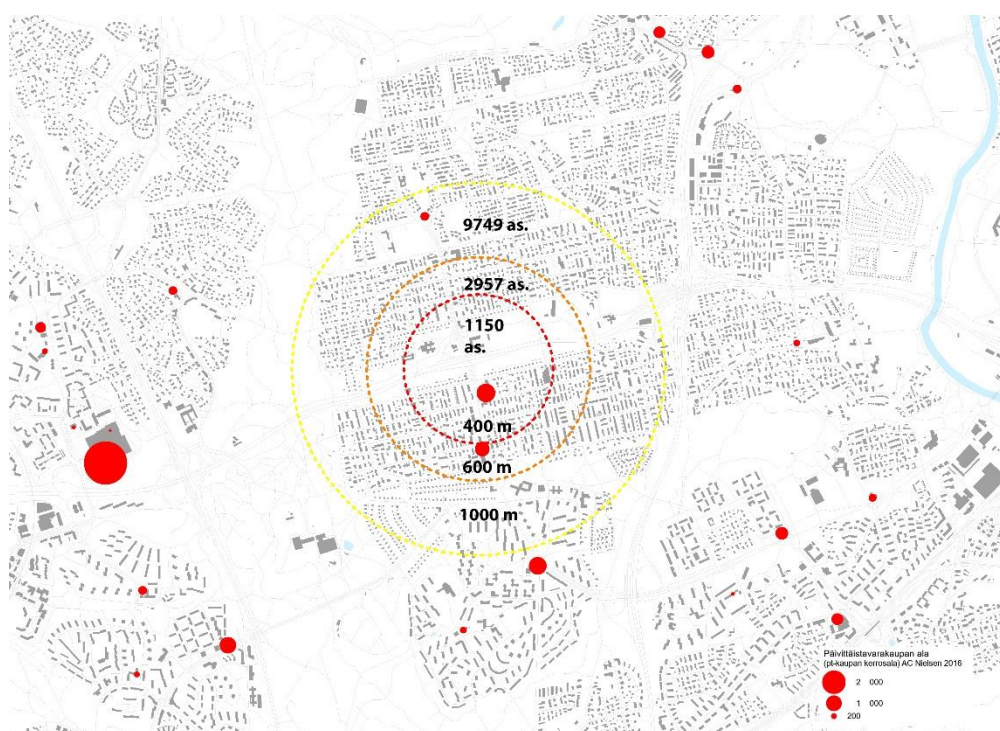 9749 as.
2957 as.
1150
as.
400 m
600 m
1000 m
Päivittäistavarakaupan ala
(pt-kaupan kerrosala) AC Nielsen 2016
2 000
1 000
200